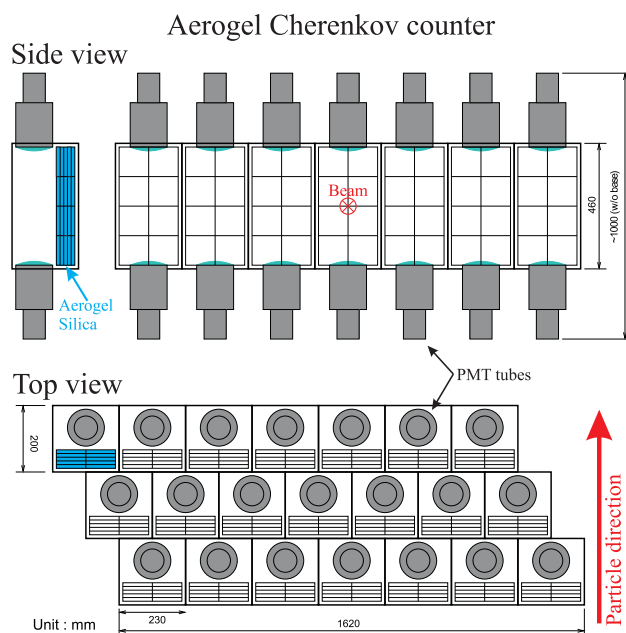 Aerogel Cherenkov counter
Side view
Beam
460
~1000 (w/o base)
Aerogel
Silica
PMT tubes
Top view
200
Particle direction
Unit : mm
230
1620